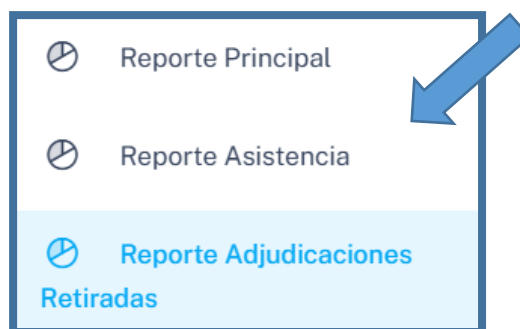 Reporte Principal
Reporte Asistencia
Reporte Adjudicaciones
Retiradas